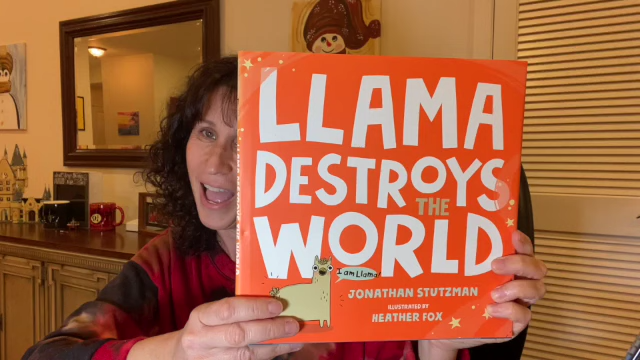 LLAMA
DESTROYS
THE
WORLD
I am Llama!
JONATHAN STUTZMAN
ILLUSTRATED BY
HEATHER FOX